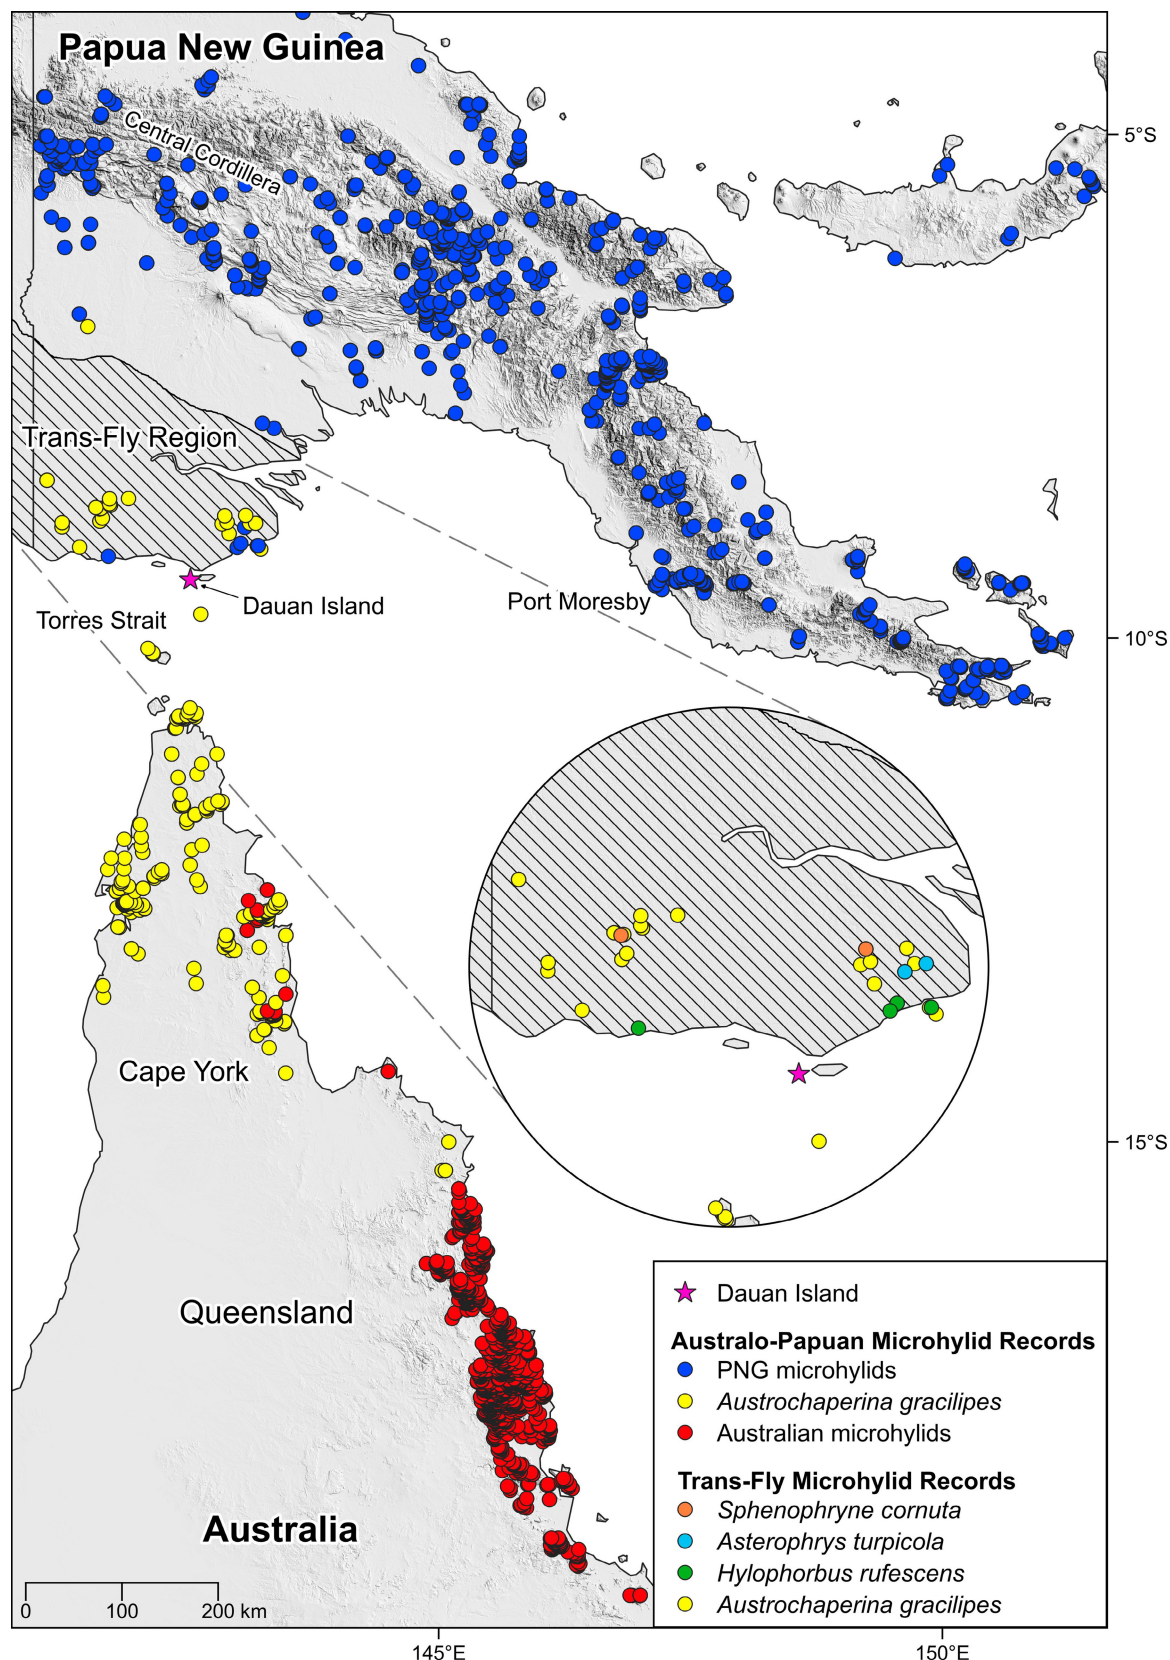 Papua New Guinea
Central Cordillera
5°S
Trans-Fly Region
Dauan Island
Torres Strait
Port Moresby
10°S
Cape York
15°S
Queensland
Australia
0 100 200 km
Dauan Island
Australo-Papuan Microhylid Records
PNG microhylids
Austrochaperina gracilipes
Australian microhylids
Trans-Fly Microhylid Records
Sphenophryne cornuta
Asterophrys turpicola
Hylophorbus rufescens
Austrochaperina gracilipes
145°E 150°E